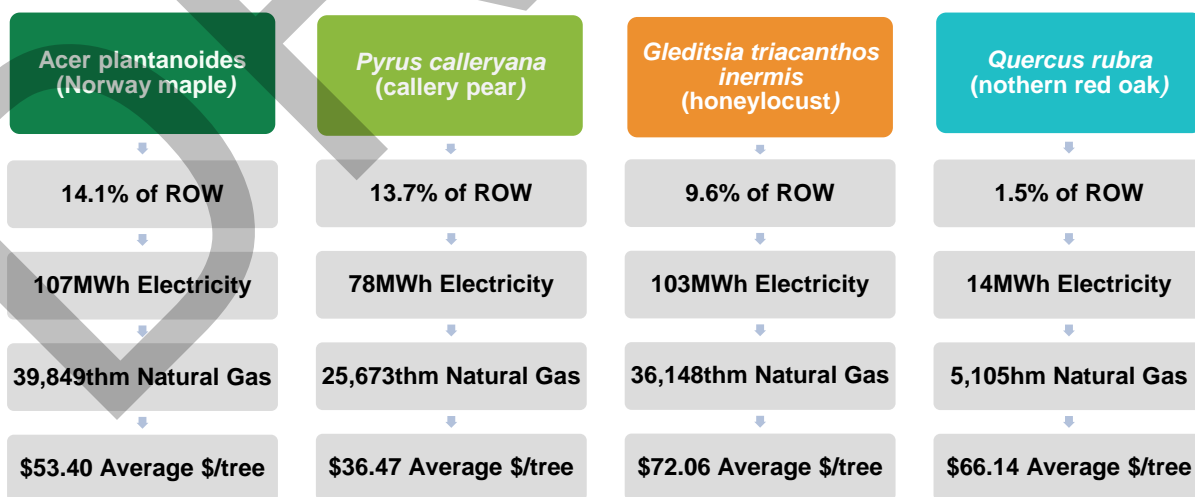 Acer plantanoides
(Norway maple)
14.1% of ROW
107MWh Electricity
39,849thm Natural Gas
$53.40 Average $/tree
Pyrus calleryana
(callery pear)
13.7% of ROW
78MWh Electricity
25,673thm Natural Gas
$36.47 Average $/tree
Gleditsia triacanthos
inermis
(honeylocust)
9.6% of ROW
103MWh Electricity
36,148thm Natural Gas
$72.06 Average $/tree
Quercus rubra
(nothern red oak)
1.5% of ROW
14MWh Electricity
5,105hm Natural Gas
$66.14 Average $/tree